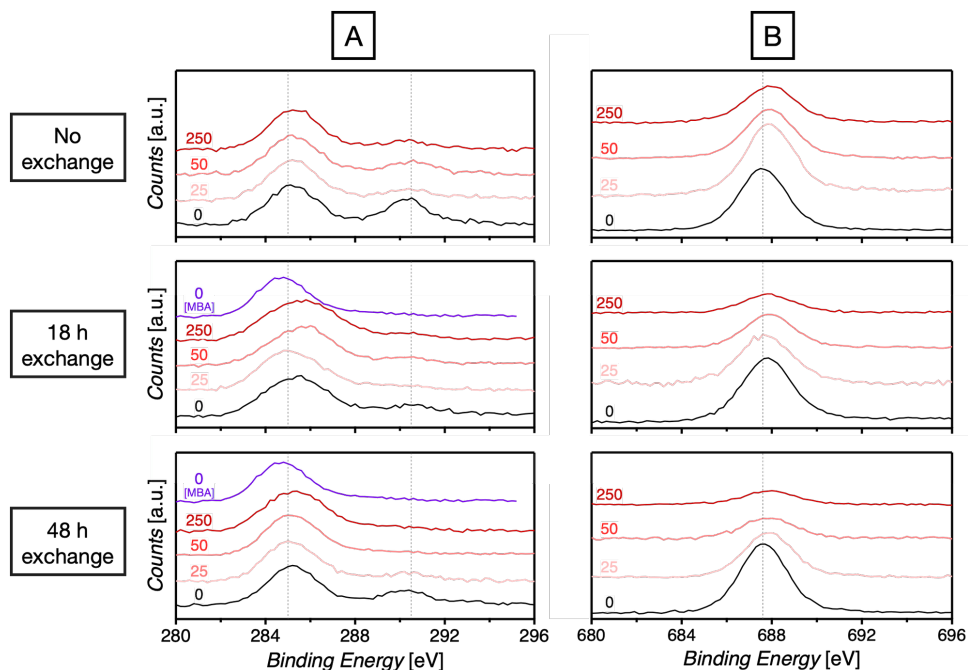 A
B
No
exchange
Counts [a.u.]
250
50
25
0
250
50
25
0
18 h
exchange
Counts [a.u.]
0
[MBA]
250
50
25
0
250
50
25
0
48 h
exchange
Counts [a.u.]
0
[MBA]
250
50
25
0
250
50
25
0
280 284 288 292 296
680 684 688 692 696
Binding Energy [eV]
Binding Energy [eV]